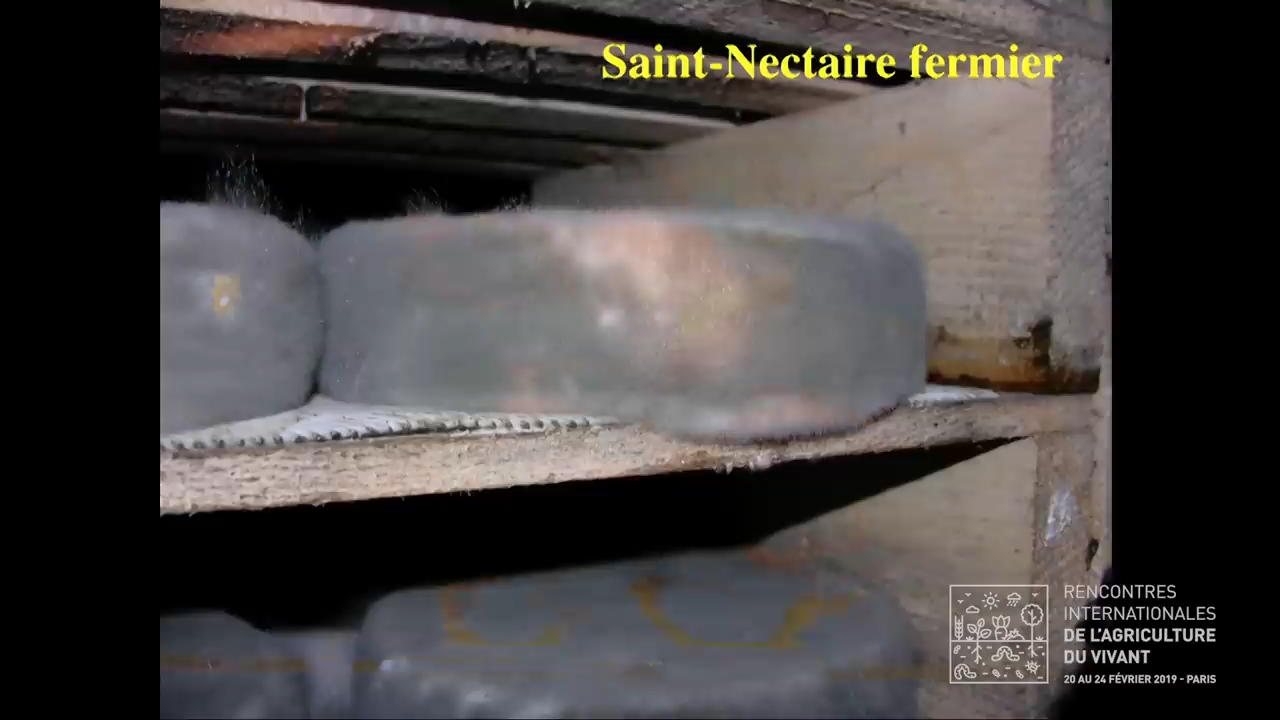 Saint-Nectaire fermier
RENCONTRES
INTERNATIONALES
DE L'AGRICULTURE
DU VIVANT
20 AU 24 FÉVRIER 2019 - PARIS